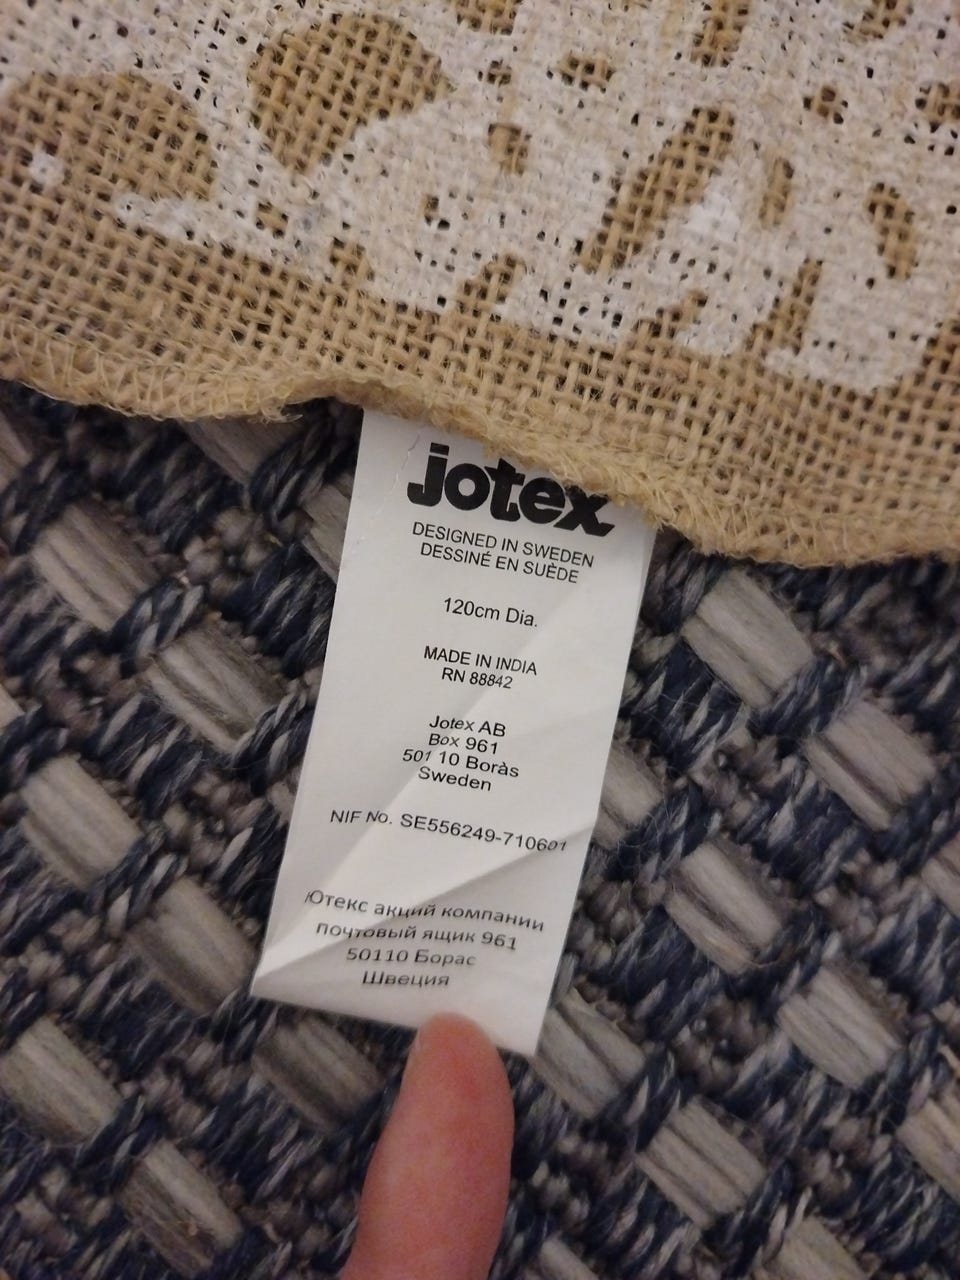 jotex
DESIGNED IN SWEDEN
DESSINÉ EN SUÈDE
120cm Dia.
MADE IN INDIA
RN 88842
Jotex AB
Box 961
501 10 Boràs
Sweden
NIF No. SE556249-710601
Ютекс акций компании
почтовый ящик 961
50110 Борас
Швеция